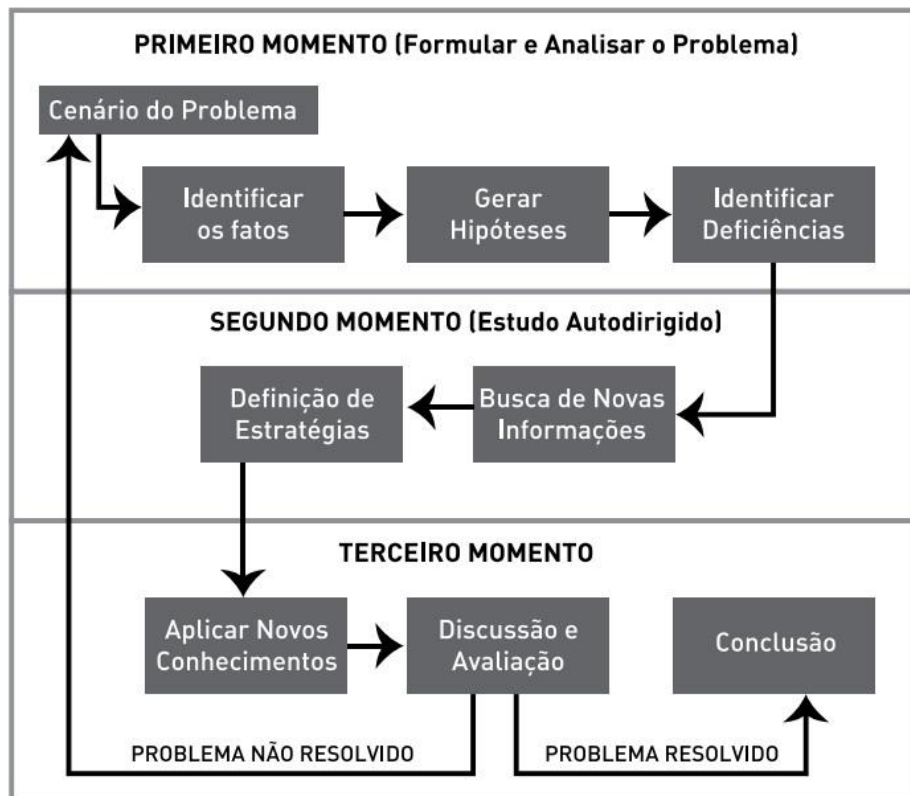 PRIMEIRO MOMENTO (Formular e Analisar o Problema)
Cenário do Problema
Identificar
os fatos
Gerar
Hipóteses
Identificar
Deficiências
SEGUNDO MOMENTO (Estudo Autodirigido)
Definição de
Estratégias
Busca de Novas
Informações
TERCEIRO MOMENTO
Aplicar Novos
Conhecimentos
Discussão e
Avaliação
Conclusão
PROBLEMA NÃO RESOLVIDO
PROBLEMA RESOLVIDO